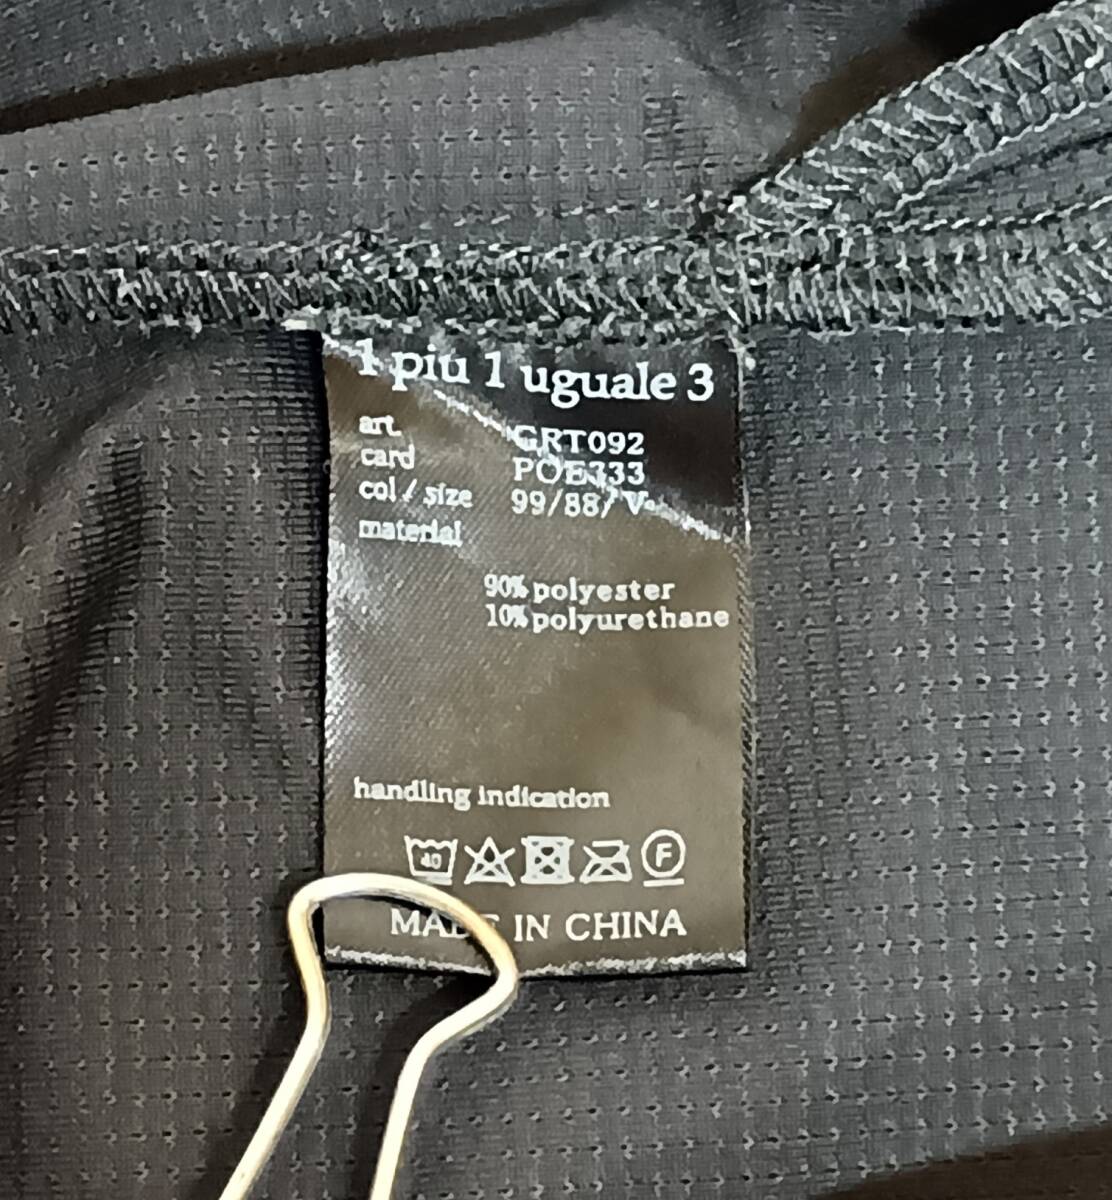 1 più 1 uguale 3
art. GRT092
card POE333
col / size 99/88/ V
material
90% polyester
10% polyurethane
handling indication
40 F
MADE IN CHINA